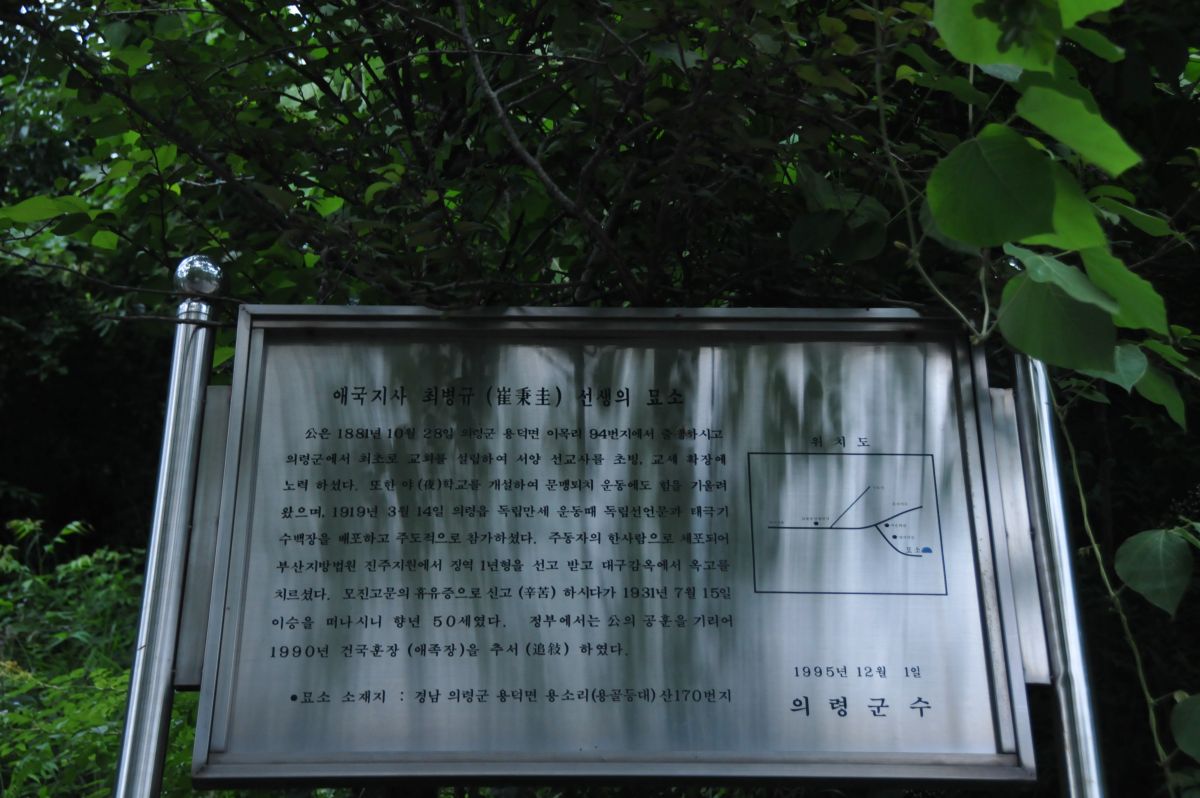 애국지사 최병규 (崔秉圭) 선생의 묘소
公은 1881년 10월 28일 의령군 용덕면 이목리 94번지에서 출생하시고
의령군에서 최초로 교회를 설립하여 서양 선교사를 초빙, 교세 확장에
노력 하셨다. 또한 야(夜)학교를 개설하여 문맹퇴치 운동에도 힘을 기울려
왔으며, 1919년 3월 14일 의령읍 독립만세 운동때 독립선언문과 태극기
수백장을 배포하고 주도적으로 참가하셨다. 주동자의 한사람으로 체포되어
부산지방법원 진주지원에서 징역 1년형을 선고 받고 대구감옥에서 옥고를
치르셨다. 모진고문의 휴유증으로 신고 (辛苦) 하시다가 1931년 7월 15일
이승을 떠나시니 향년 50세였다. 정부에서는 公의 공훈을 기리어
1990년 건국훈장 (애족장)을 추서 (追敍) 하였다.
●묘소 소재지 : 경남 의령군 용덕면 용소리(용골등대) 산170번지
위 치 도
묘소
1995년 12월 1일
의 령 군 수